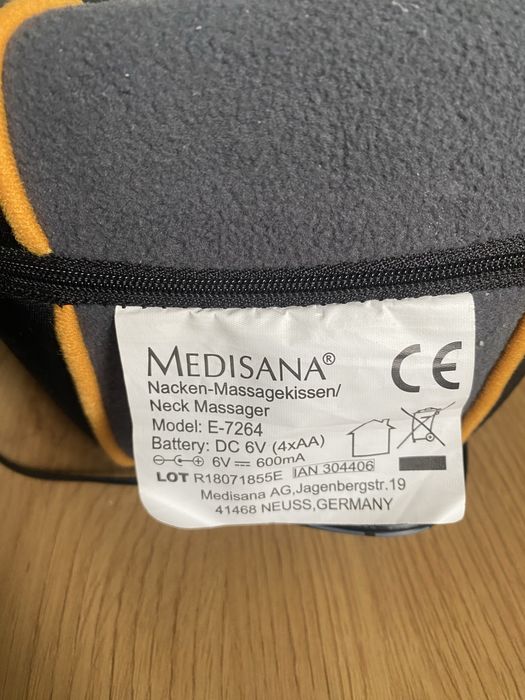 MEDISANA®
CE
Nacken-Massagekissen/
Neck Massager
Model: E-7264
Battery: DC 6V (4xAA)
6V 600mA
LOT R18071855E IAN 304406
Medisana AG,Jagenbergstr.19
41468 NEUSS,GERMANY